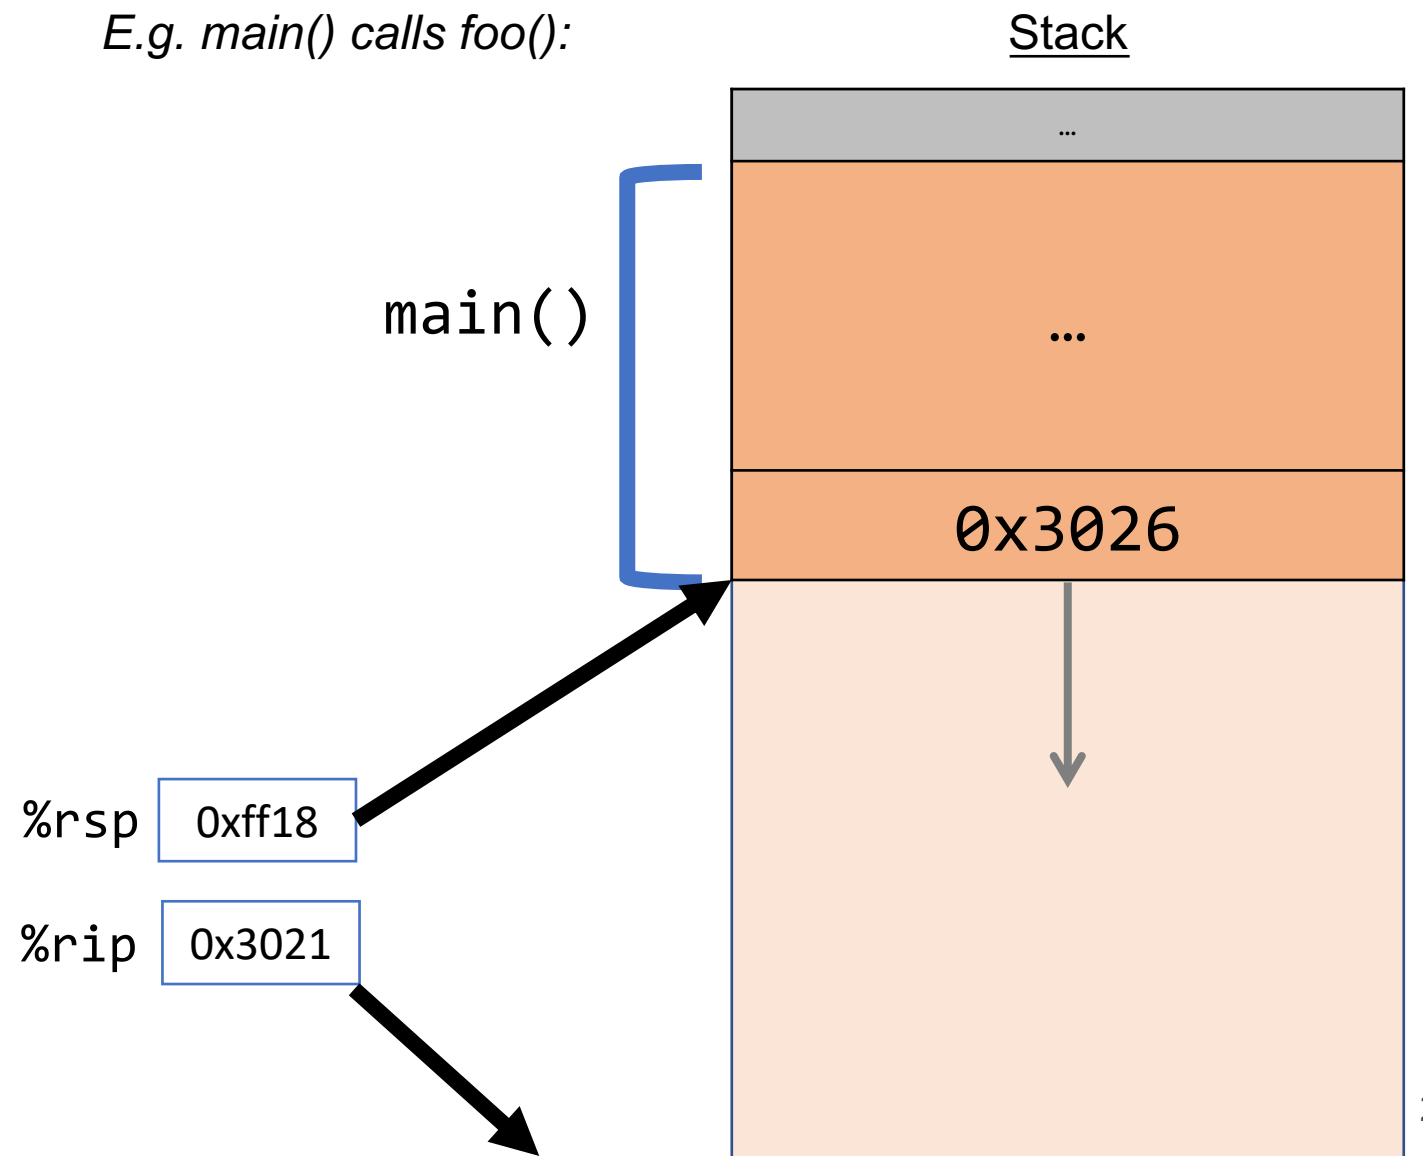 E.g. main() calls foo():
Stack
…
main()
…
0x3026
%rsp 0xff18
%rip 0x3021